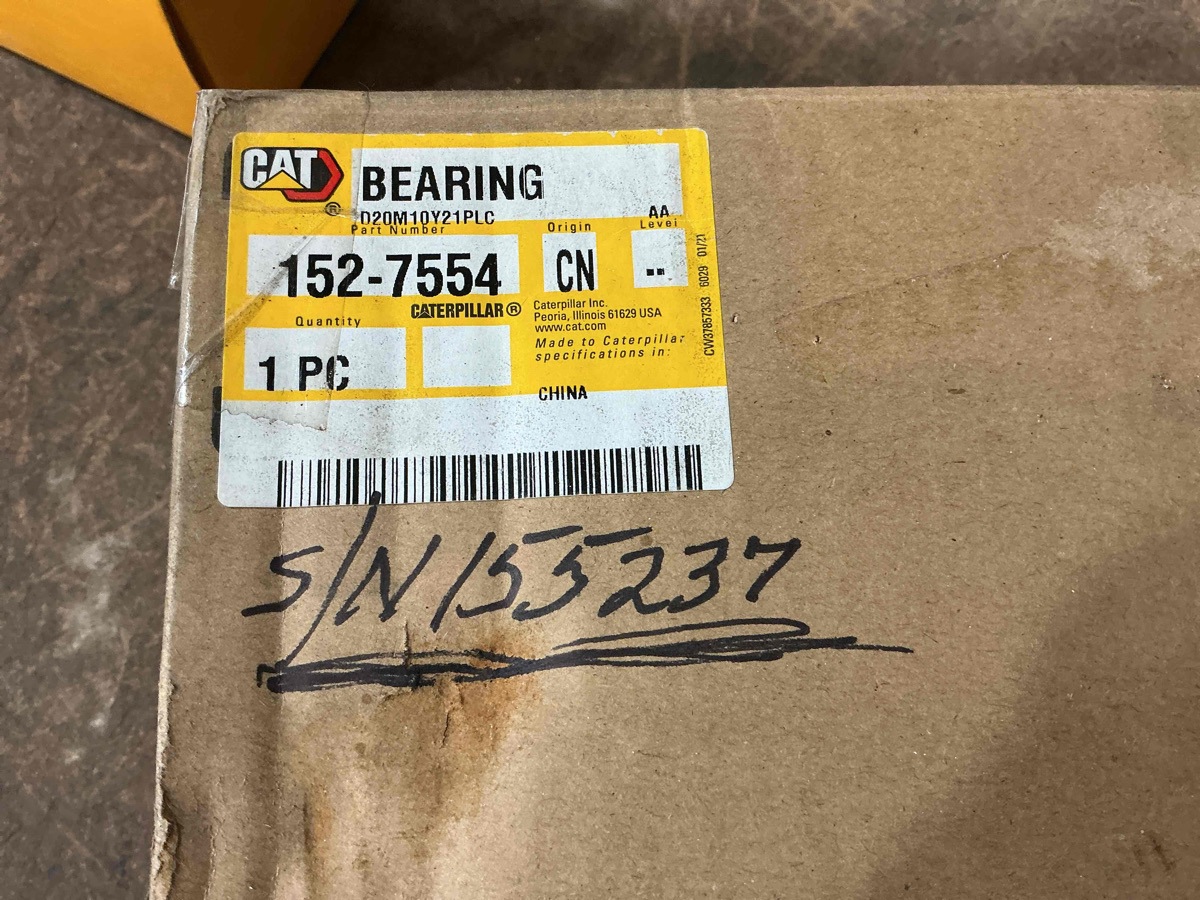 CAT®
BEARING
D20M10Y21PLC
AA
Part Number
Origin
Level
152-7554
CN
--
CATERPILLAR®
Caterpillar Inc.
Peoria, Illinois 61629 USA
www.cat.com
Made to Caterpillar
specifications in:
CHINA
Quantity
1 PC
CW37857333 6029 01/21
S/N 155237